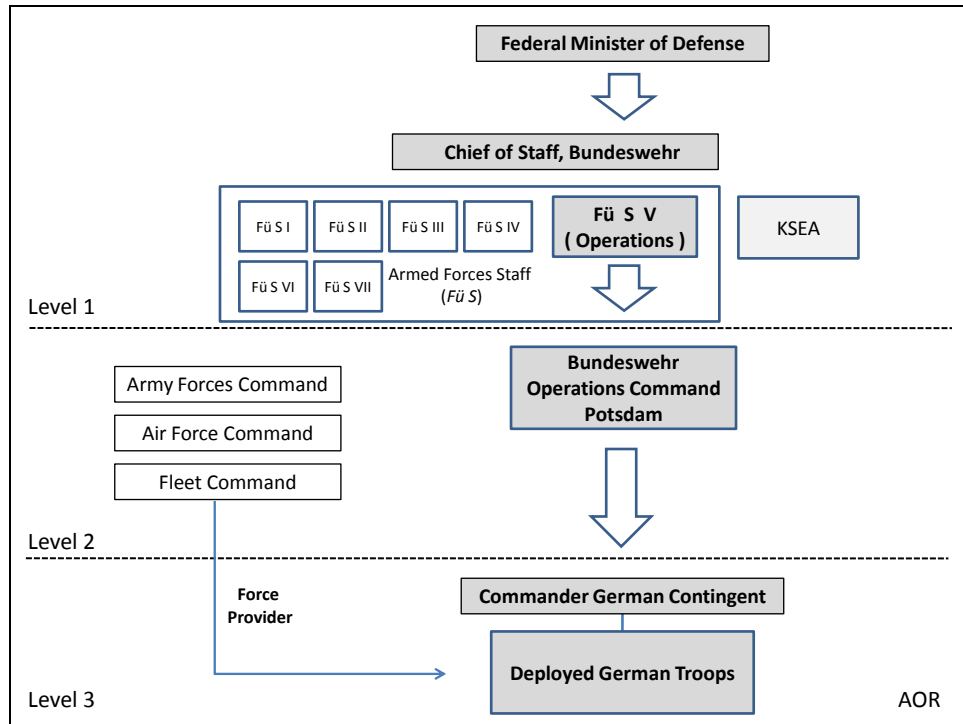 Federal Minister of Defense
Chief of Staff, Bundeswehr
Fü S I
Fü S II
Fü S III
Fü S IV
Fü S V
( Operations )
KSEA
Fü S VI
Fü S VII
Armed Forces Staff
(Fü S)
Level 1
Bundeswehr
Operations Command
Potsdam
Army Forces Command
Air Force Command
Fleet Command
Level 2
Force
Provider
Commander German Contingent
Deployed German Troops
Level 3
AOR